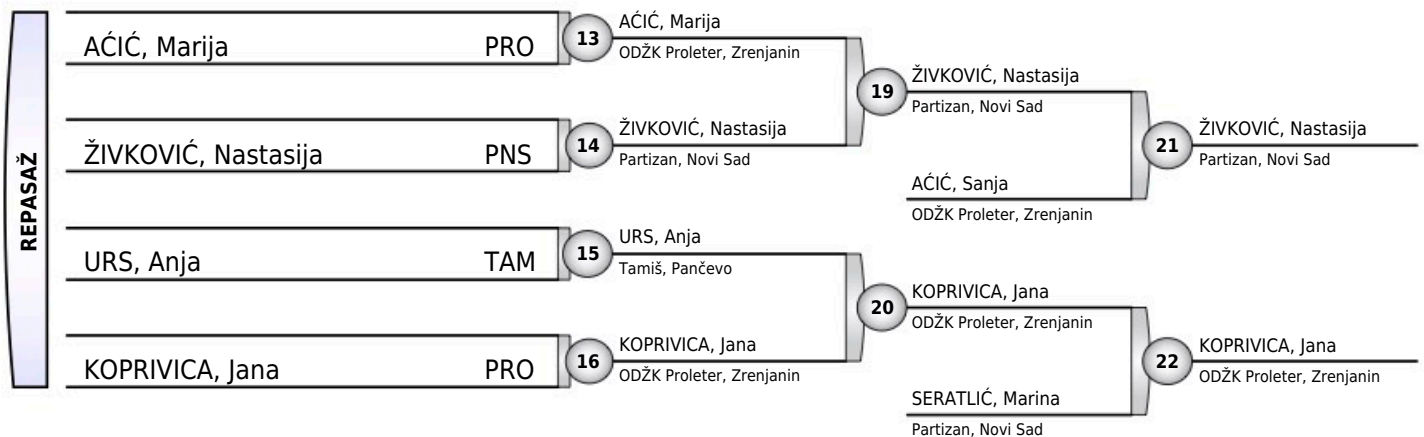 REPASAŽ
AĆIĆ, Marija PRO
ŽIVKOVIĆ, Nastasija PNS
URS, Anja TAM
KOPRIVICA, Jana PRO
13
AĆIĆ, Marija
ODŽK Proleter, Zrenjanin
14
ŽIVKOVIĆ, Nastasija
Partizan, Novi Sad
15
URS, Anja
Tamiš, Pančevo
16
KOPRIVICA, Jana
ODŽK Proleter, Zrenjanin
19
ŽIVKOVIĆ, Nastasija
Partizan, Novi Sad
AĆIĆ, Sanja
ODŽK Proleter, Zrenjanin
20
KOPRIVICA, Jana
ODŽK Proleter, Zrenjanin
SERATLIĆ, Marina
Partizan, Novi Sad
21
ŽIVKOVIĆ, Nastasija
Partizan, Novi Sad
22
KOPRIVICA, Jana
ODŽK Proleter, Zrenjanin